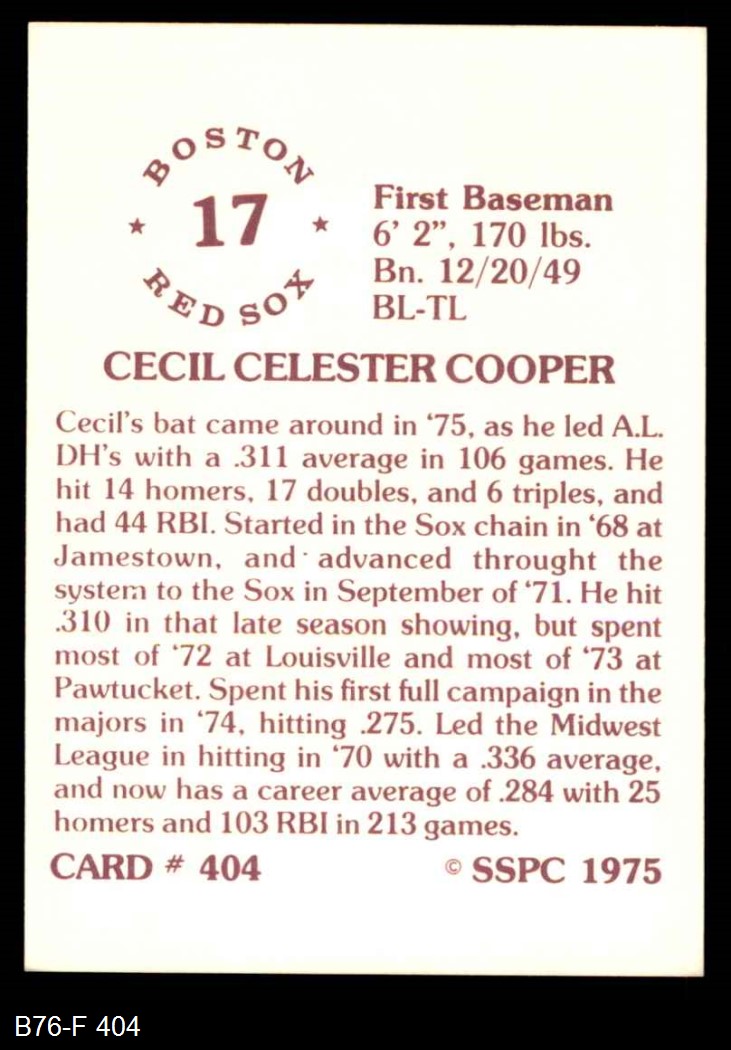 BOSTON
★ 17 ★
RED SOX
First Baseman
6' 2”, 170 lbs.
Bn. 12/20/49
BL-TL
CECIL CELESTER COOPER
Cecil's bat came around in ‘75, as he led A.L.
DH's with a .311 average in 106 games. He
hit 14 homers, 17 doubles, and 6 triples, and
had 44 RBI. Started in the Sox chain in ‘68 at
Jamestown, and advanced throught the
system to the Sox in September of ‘71. He hit
.310 in that late season showing, but spent
most of ‘72 at Louisville and most of ‘73 at
Pawtucket. Spent his first full campaign in the
majors in ‘74, hitting .275. Led the Midwest
League in hitting in ‘70 with a .336 average,
and now has a career average of .284 with 25
homers and 103 RBI in 213 games.
CARD # 404 © SSPC 1975
B76-F 404